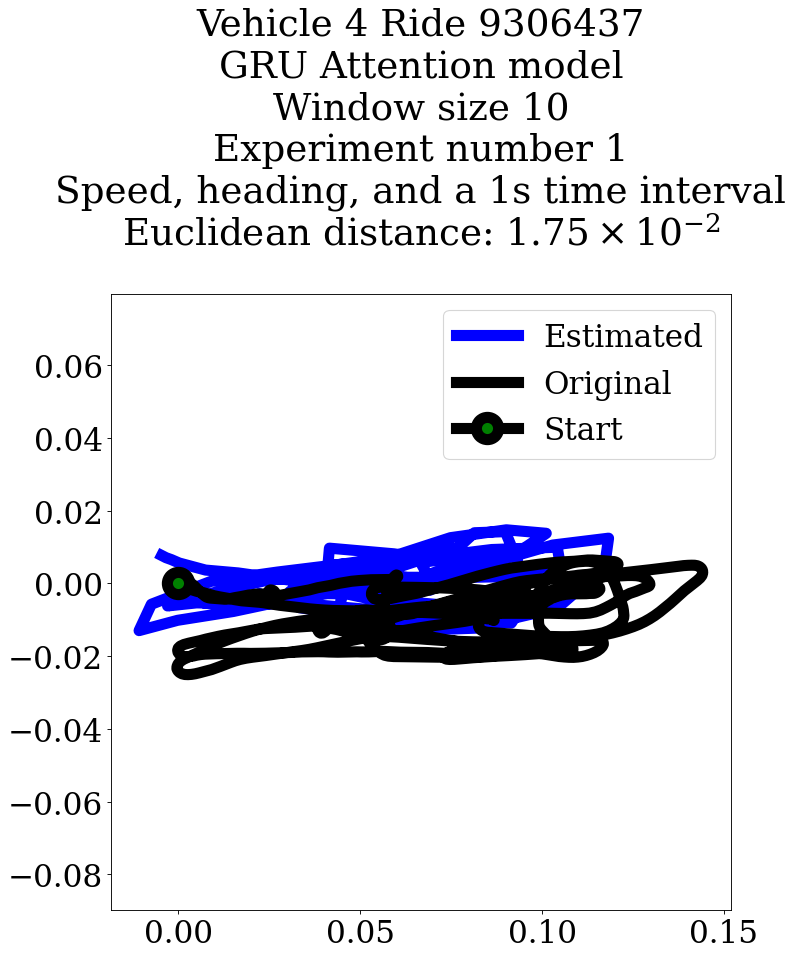 Vehicle 4 Ride 9306437
GRU Attention model
Window size 10
Experiment number 1
Speed, heading, and a 1s time interval
Euclidean distance: 1.75 × 10⁻²
Estimated
Original
Start
0.06
0.04
0.02
0.00
−0.02
−0.04
−0.06
−0.08
0.00 0.05 0.10 0.15